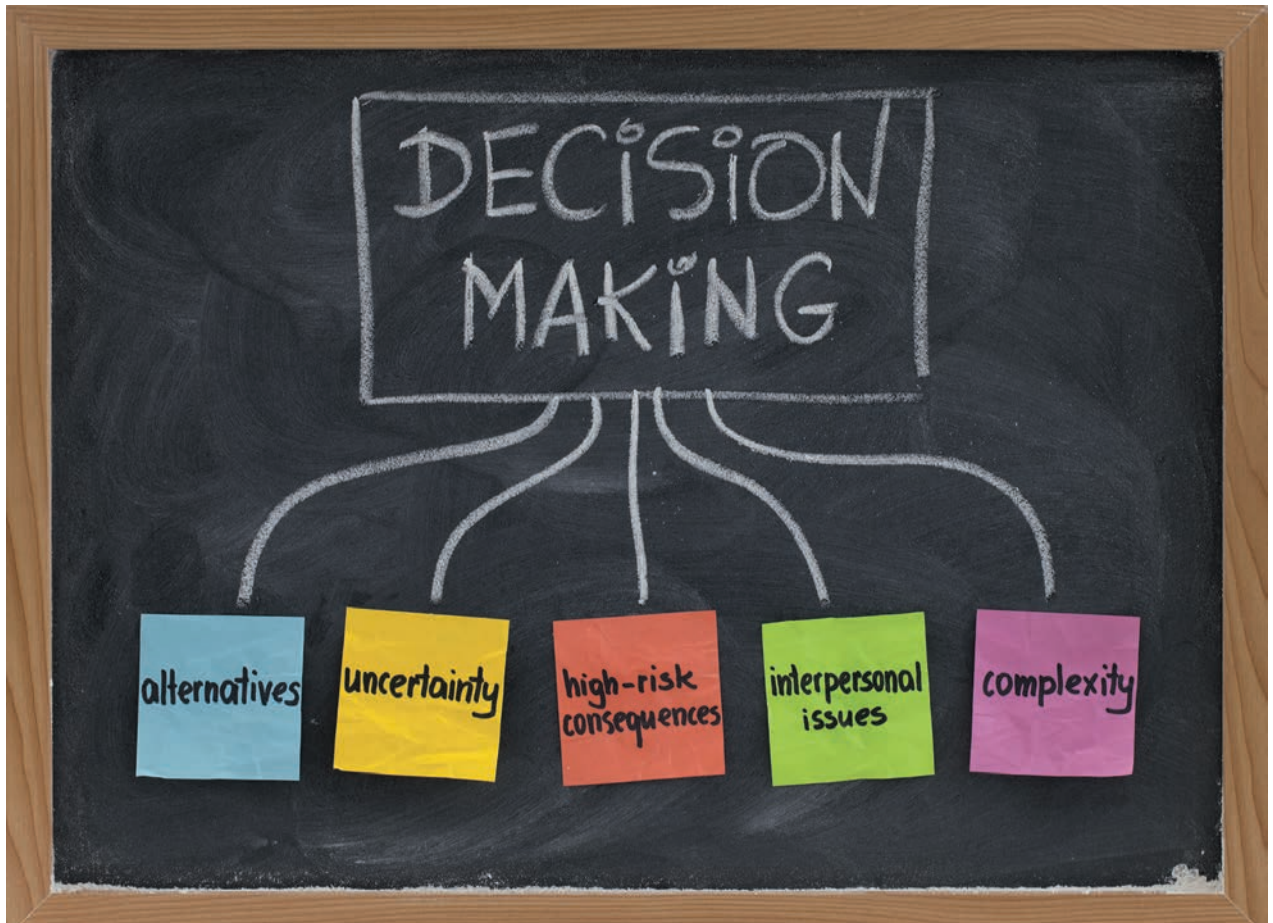 DECiSiON
MAKiNG
alternatives
uncertainty
high-risk
consequences
interpersonal
issues
complexity